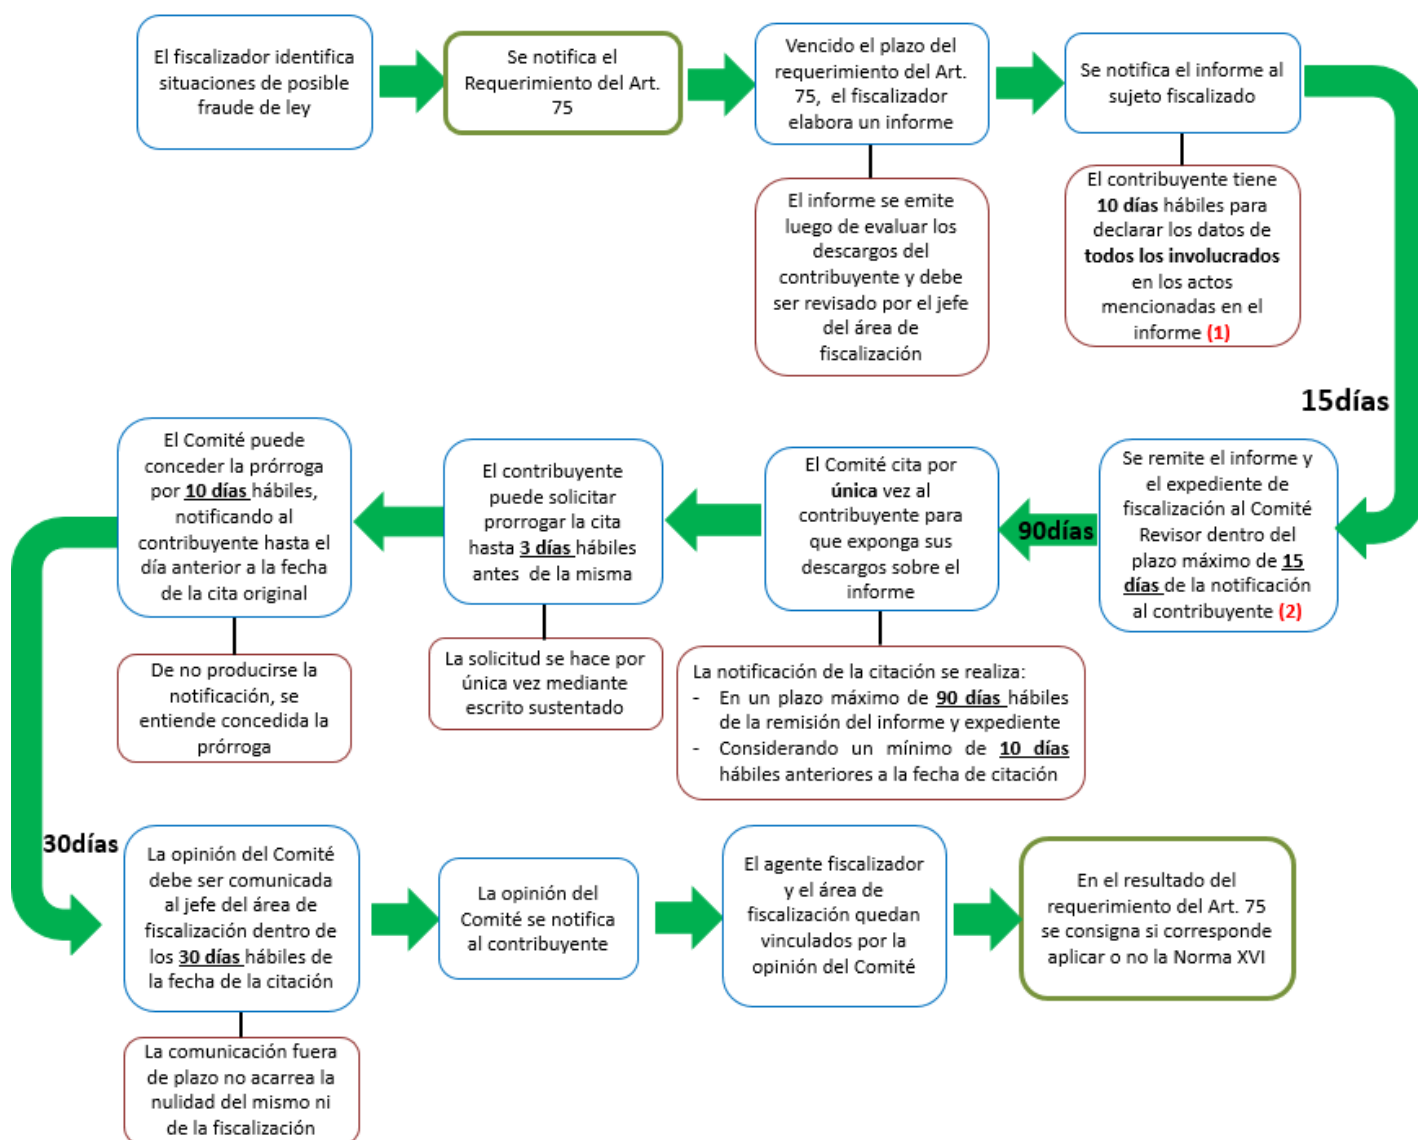 El fiscalizador identifica
situaciones de posible
fraude de ley
Se notifica el
Requerimiento del Art.
75
Vencido el plazo del
requerimiento del Art.
75, el fiscalizador
elabora un informe
Se notifica el informe al
sujeto fiscalizado
El informe se emite
luego de evaluar los
descargos del
contribuyente y debe
ser revisado por el jefe
del área de
fiscalización
El contribuyente tiene
10 días hábiles para
declarar los datos de
todos los involucrados
en los actos
mencionadas en el
informe (1)
15días
Se remite el informe y
el expediente de
fiscalización al Comité
Revisor dentro del
plazo máximo de 15
días de la notificación
al contribuyente (2)
90días
El Comité cita por
única vez al
contribuyente para
que exponga sus
descargos sobre el
informe
La notificación de la citación se realiza:
- En un plazo máximo de 90 días hábiles
de la remisión del informe y expediente
- Considerando un mínimo de 10 días
hábiles anteriores a la fecha de citación
El contribuyente
puede solicitar
prorrogar la cita
hasta 3 días hábiles
antes de la misma
La solicitud se hace por
única vez mediante
escrito sustentado
El Comité puede
conceder la prórroga
por 10 días hábiles,
notificando al
contribuyente hasta el
día anterior a la fecha
de la cita original
De no producirse la
notificación, se
entiende concedida la
prórroga
30días
La opinión del Comité
debe ser comunicada
al jefe del área de
fiscalización dentro de
los 30 días hábiles de
la fecha de la citación
La comunicación fuera
de plazo no acarrea la
nulidad del mismo ni
de la fiscalización
La opinión del
Comité se notifica
al contribuyente
El agente fiscalizador
y el área de
fiscalización quedan
vinculados por la
opinión del Comité
En el resultado del
requerimiento del Art. 75
se consigna si corresponde
aplicar o no la Norma XVI